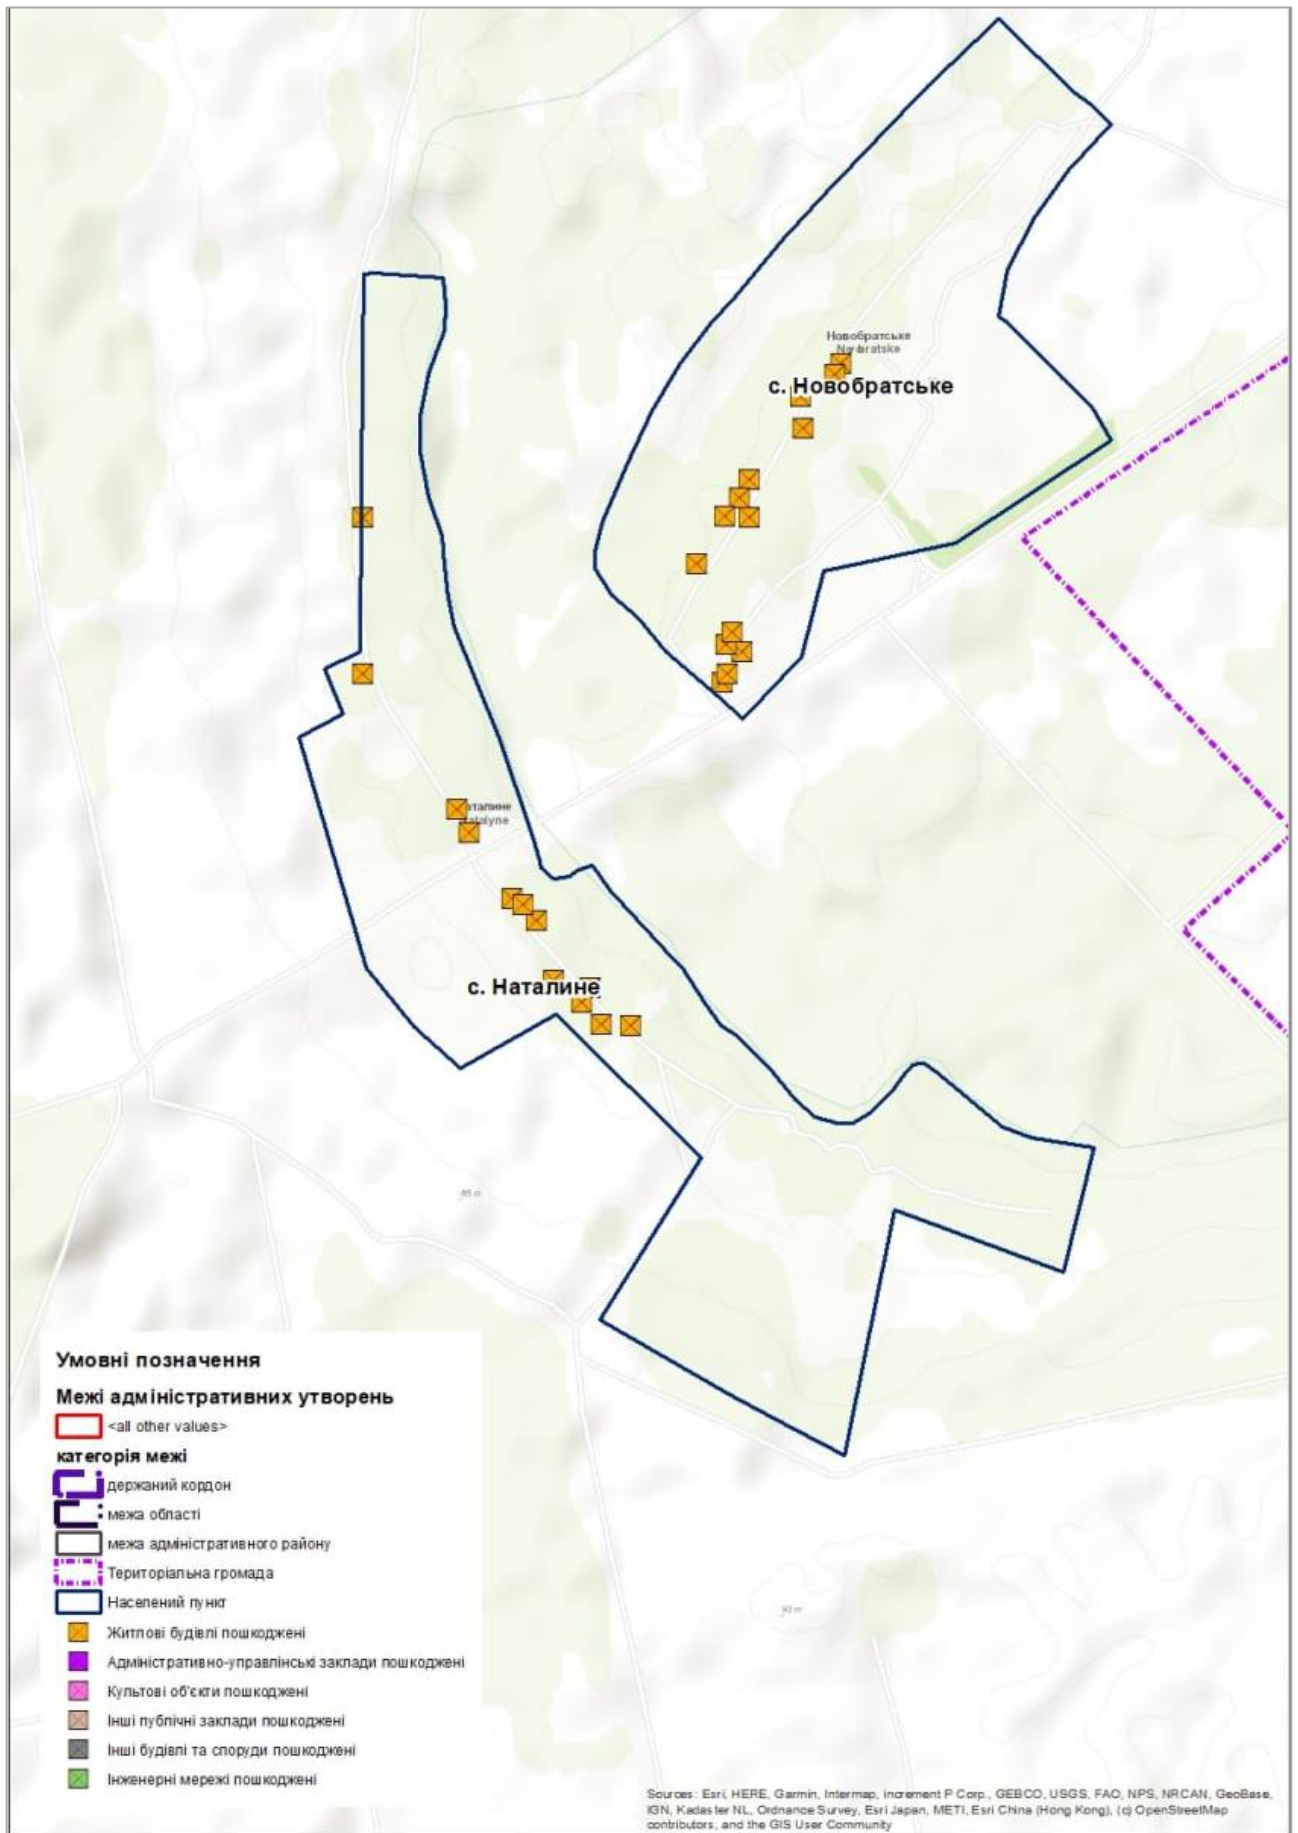 Новобратське
с. Новобратське
с. Наталине
85 m
Умовні позначення
Межі адміністративних утворень
<all other values>
категорія межі
держаний кордон
межа області
межа адміністративного району
Територіальна громада
Населений пункт
Житлові будівлі пошкоджені
Адміністративно-управлінські заклади пошкоджені
Культові об'єкти пошкоджені
Інші публічні заклади пошкоджені
Інші будівлі та споруди пошкоджені
Інженерні мережі пошкоджені
Sources: Esri, HERE, Garmin, Intermap, increment P Corp., GEBCO, USGS, FAO, NPS, NRCAN, GeoBase,
IGN, Kadaster NL, Ordnance Survey, Esri Japan, METI, Esri China (Hong Kong), (c) OpenStreetMap
contributors, and the GIS User Community